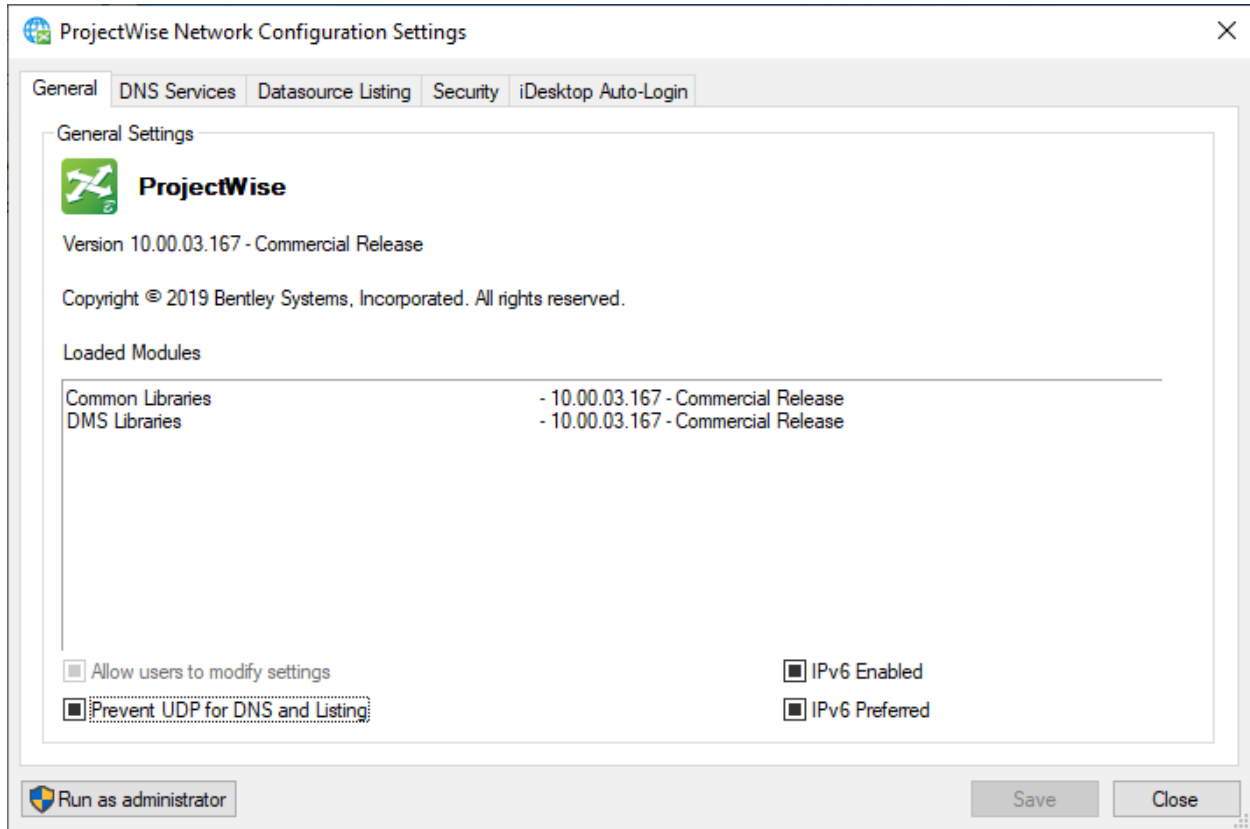 ProjectWise Network Configuration Settings
General DNS Services Datasource Listing Security iDesktop Auto-Login
General Settings
ProjectWise
Version 10.00.03.167 - Commercial Release
Copyright © 2019 Bentley Systems, Incorporated. All rights reserved.
Loaded Modules
Common Libraries - 10.00.03.167 - Commercial Release
DMS Libraries - 10.00.03.167 - Commercial Release
Allow users to modify settings IPv6 Enabled
Prevent UDP for DNS and Listing IPv6 Preferred
Run as administrator Save Close